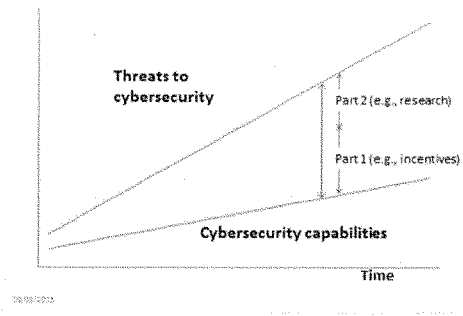 Threats to
cybersecurity
Part 2 (e.g., research)
Part 1 (e.g., incentives)
Cybersecurity capabilities
Time